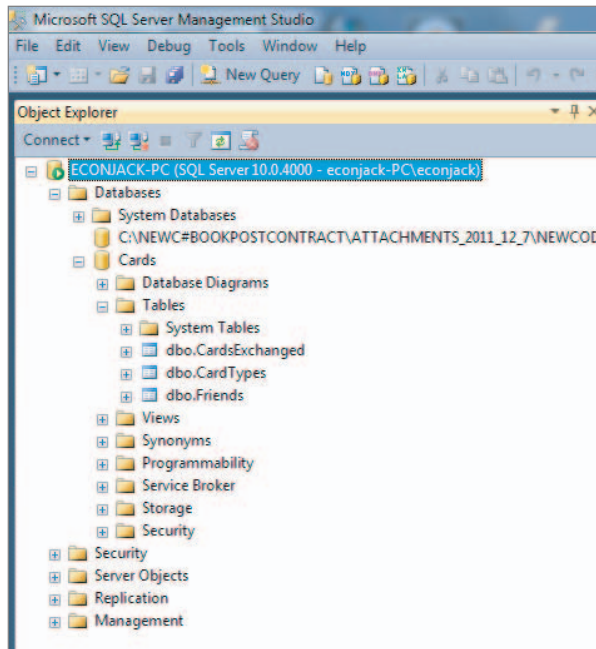 Microsoft SQL Server Management Studio
File Edit View Debug Tools Window Help
New Query
Object Explorer
Connect
ECONJACK-PC (SQL Server 10.0.4000 - econjack-PC\econjack)
Databases
System Databases
C:\NEWC#BOOKPOSTCONTRACT\ATTACHMENTS_2011_12_7\NEWCOD
Cards
Database Diagrams
Tables
System Tables
dbo.CardsExchanged
dbo.CardTypes
dbo.Friends
Views
Synonyms
Programmability
Service Broker
Storage
Security
Security
Server Objects
Replication
Management